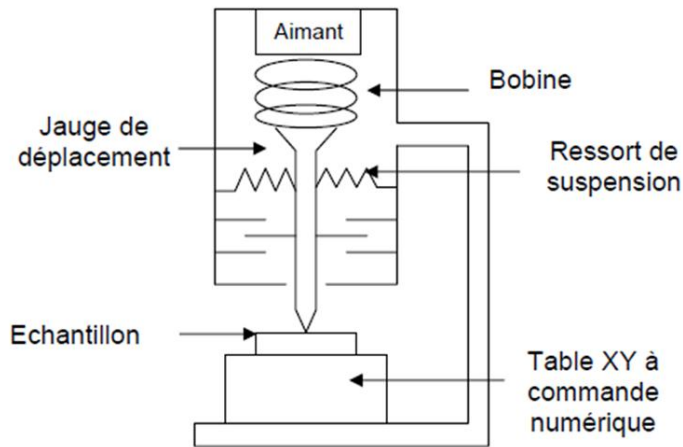 Aimant
Bobine
Jauge de
déplacement
Ressort de
suspension
Echantillon
Table XY à
commande
numérique